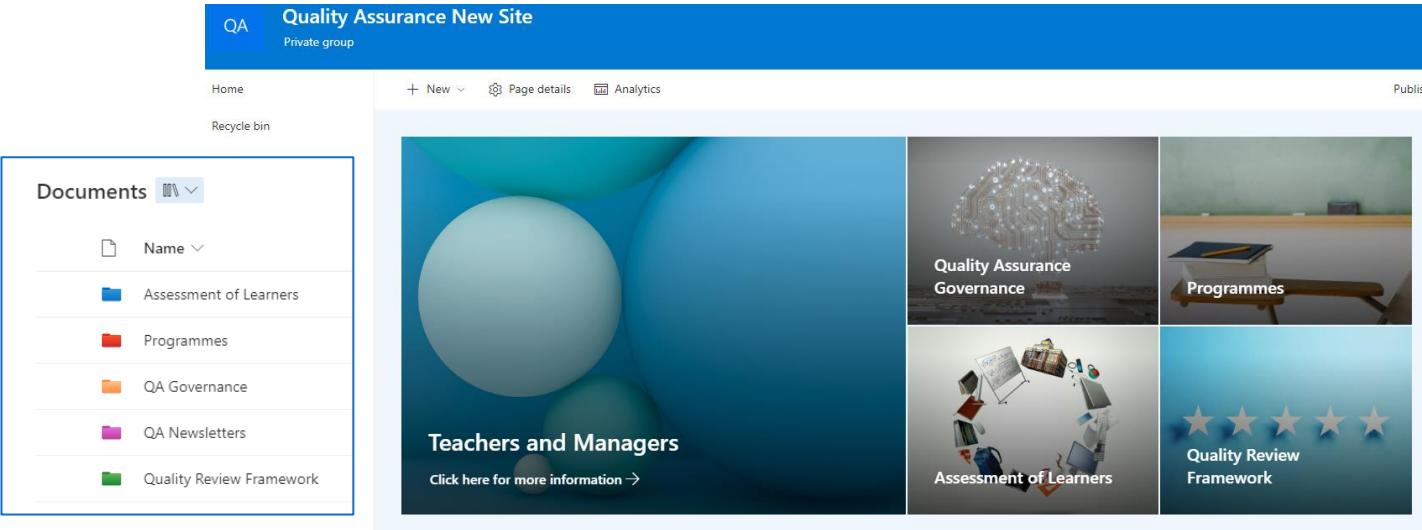 QA
Quality Assurance New Site
Private group
Home
Recycle bin
+ New
Page details
Analytics
Publis
Documents
Name
Assessment of Learners
Programmes
QA Governance
QA Newsletters
Quality Review Framework
Teachers and Managers
Click here for more information →
Quality Assurance
Governance
Programmes
Assessment of Learners
Quality Review
Framework